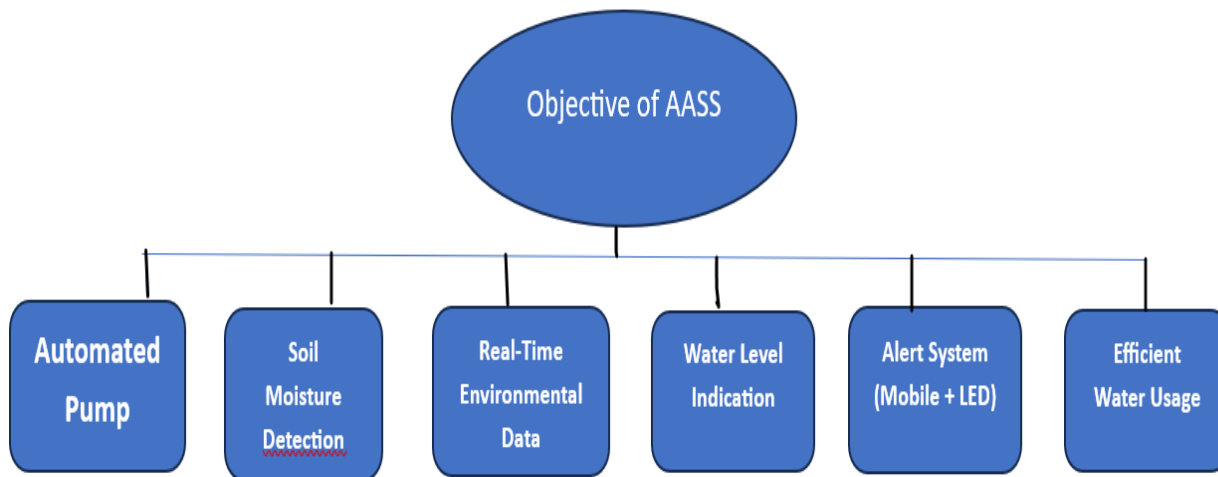 Objective of AASS
Automated
Pump
Soil
Moisture
Detection
Real-Time
Environmental
Data
Water Level
Indication
Alert System
(Mobile + LED)
Efficient
Water Usage